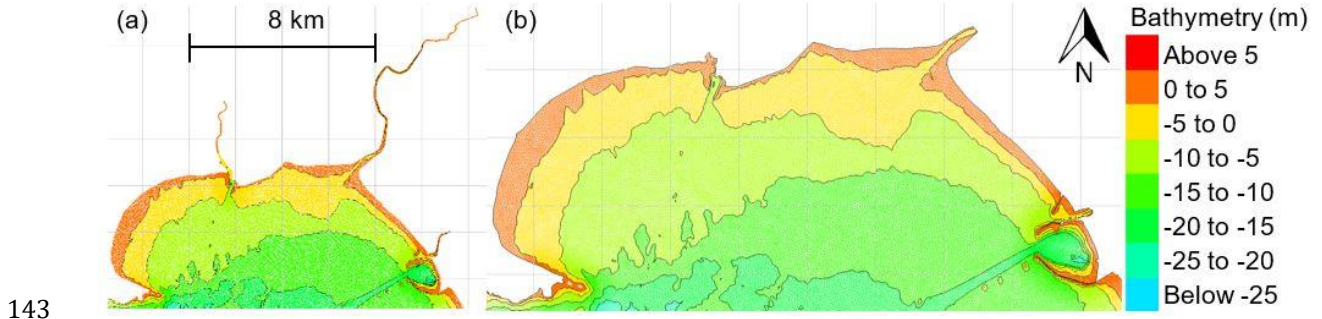 (a)
8 km
(b)
N
Bathymetry (m)
Above 5
0 to 5
-5 to 0
-10 to -5
-15 to -10
-20 to -15
-25 to -20
Below -25
143